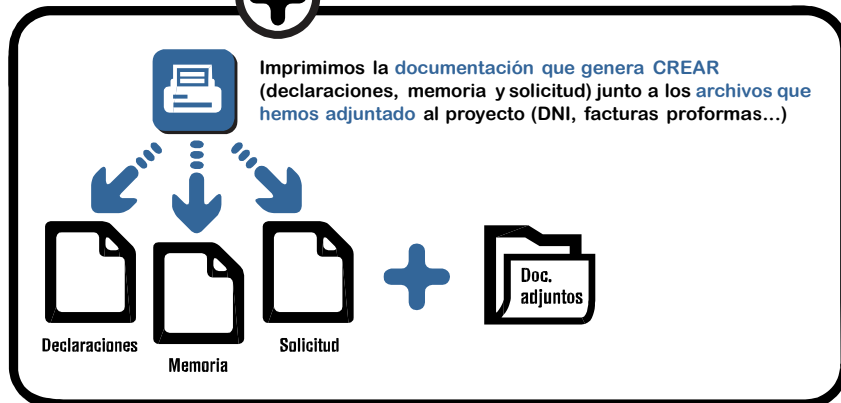 Imprimimos la documentación que genera CREAR
(declaraciones, memoria y solicitud) junto a los archivos que
hemos adjuntado al proyecto (DNI, facturas proformas...)
Doc.
adjuntos
Declaraciones
Memoria
Solicitud